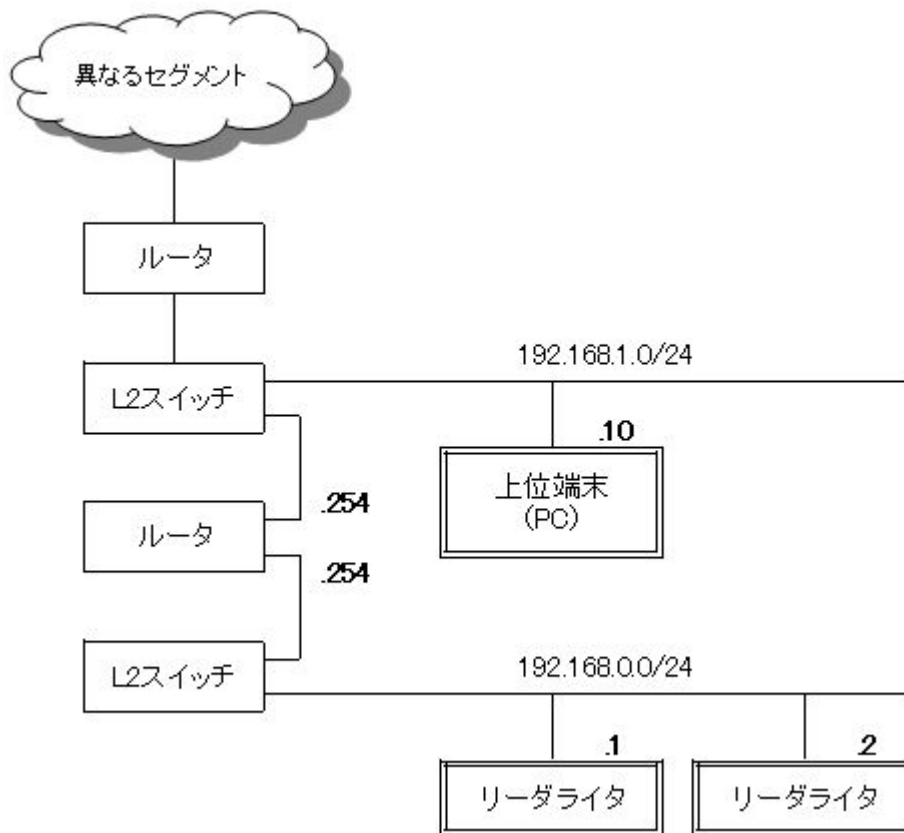 異なるセグメント
ルータ
192.168.1.0/24
L2スイッチ
.10
上位端末
(PC)
.254
ルータ
.254
192.168.0.0/24
L2スイッチ
.1
.2
リーダライタ
リーダライタ